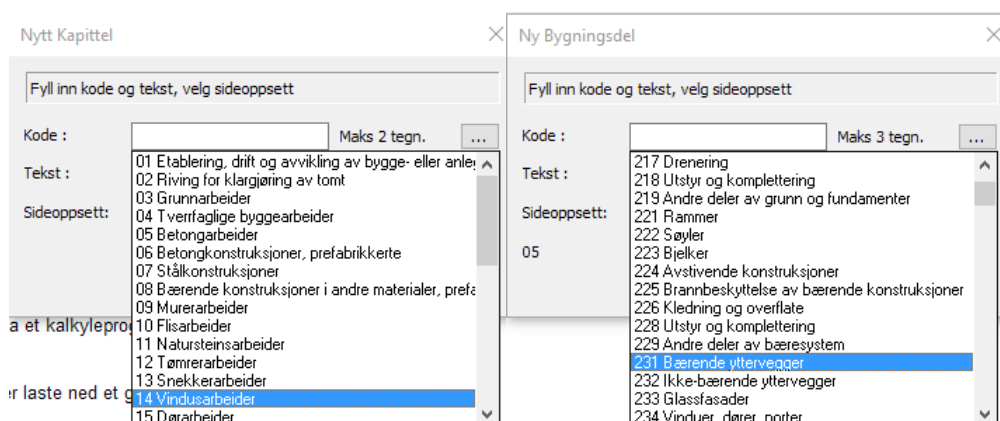 Nytt Kapittel
Fyll inn kode og tekst, velg sideoppsett
Kode :
Maks 2 tegn.
...
Tekst :
Sideoppsett:
01 Etablering, drift og avvikling av bygge- eller anleg
02 Riving for klargjøring av tomt
03 Grunnarbeider
04 Tverrfaglige byggearbeider
05 Betongarbeider
06 Betongkonstruksjoner, prefabrikkerte
07 Stålkonstruksjoner
08 Bærende konstruksjoner i andre materialer, prefa
09 Murerarbeider
10 Flisarbeider
11 Natursteinsarbeider
12 Tømrerarbeider
13 Snekkerarbeider
14 Vindusarbeider
15 Dørarbeider
a et kalkyleprog
er laste ned et g
Ny Bygningsdel
Fyll inn kode og tekst, velg sideoppsett
Kode :
Maks 3 tegn.
...
Tekst :
Sideoppsett:
05
217 Drenering
218 Utstyr og komplettering
219 Andre deler av grunn og fundamenter
221 Rammer
222 Søyler
223 Bjelker
224 Avstivende konstruksjoner
225 Brannbeskyttelse av bærende konstruksjoner
226 Kledning og overflate
228 Utstyr og komplettering
229 Andre deler av bæresystem
231 Bærende yttervegger
232 Ikke-bærende yttervegger
233 Glassfasader
234 Vinduer, dører, porter